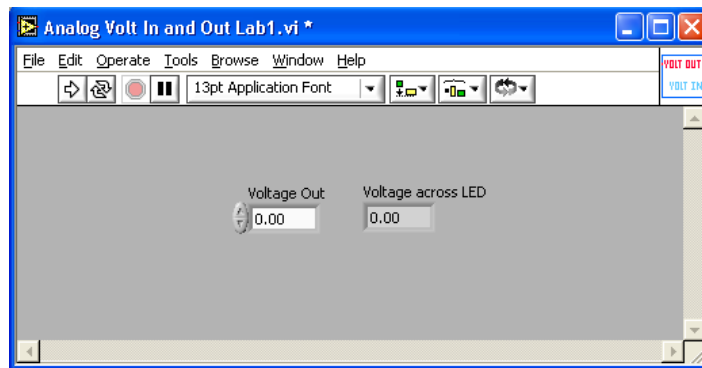 Analog Volt In and Out Lab1.vi *
File Edit Operate Tools Browse Window Help
VOLT OUT
VOLT IN
13pt Application Font
Voltage Out Voltage across LED
0.00 0.00